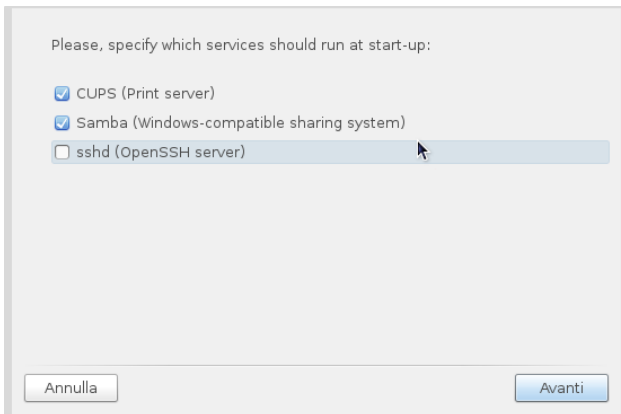 Please, specify which services should run at start-up:
CUPS (Print server)
Samba (Windows-compatible sharing system)
sshd (OpenSSH server)
Annulla
Avanti